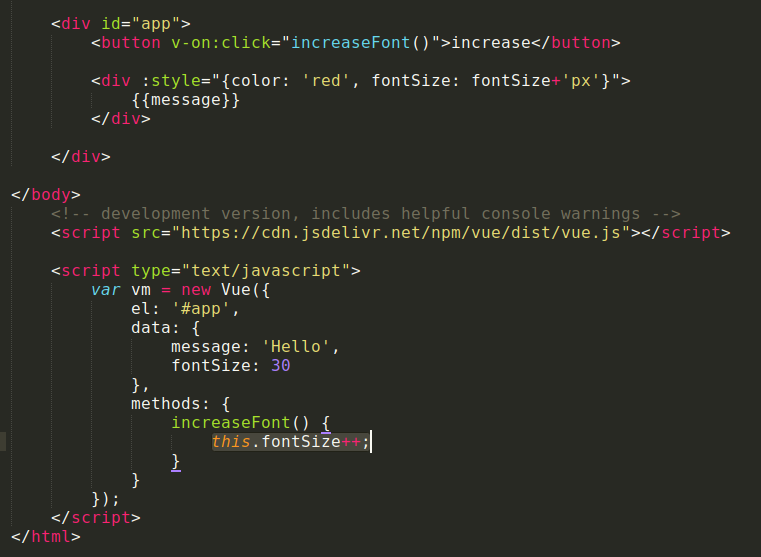 <div id="app">
<button v-on:click="increaseFont()">increase</button>
<div :style="{color: 'red', fontSize: fontSize+'px'}">
{{message}}
</div>
</div>
</body>
<!-- development version, includes helpful console warnings -->
<script src="https://cdn.jsdelivr.net/npm/vue/dist/vue.js"></script>
<script type="text/javascript">
var vm = new Vue({
el: '#app',
data: {
message: 'Hello',
fontSize: 30
},
methods: {
increaseFont() {
this.fontSize++;
}
}
});
</script>
</html>